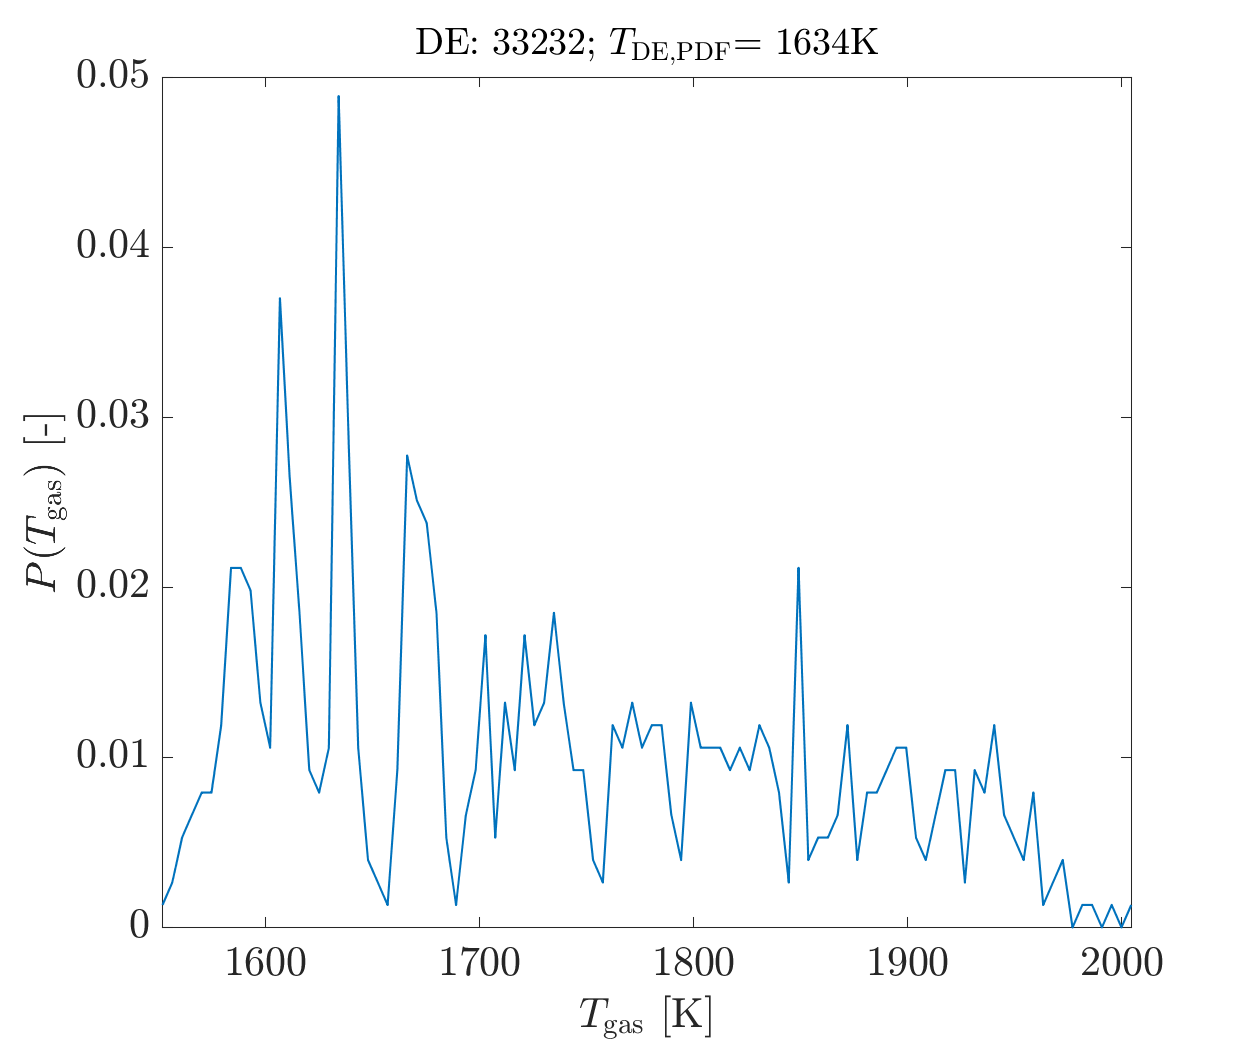 DE: 33232; T_DE,PDF= 1634K
0.05
0.04
0.03
0.02
0.01
0
P(T_gas) [-]
1600 1700 1800 1900 2000
T_gas [K]